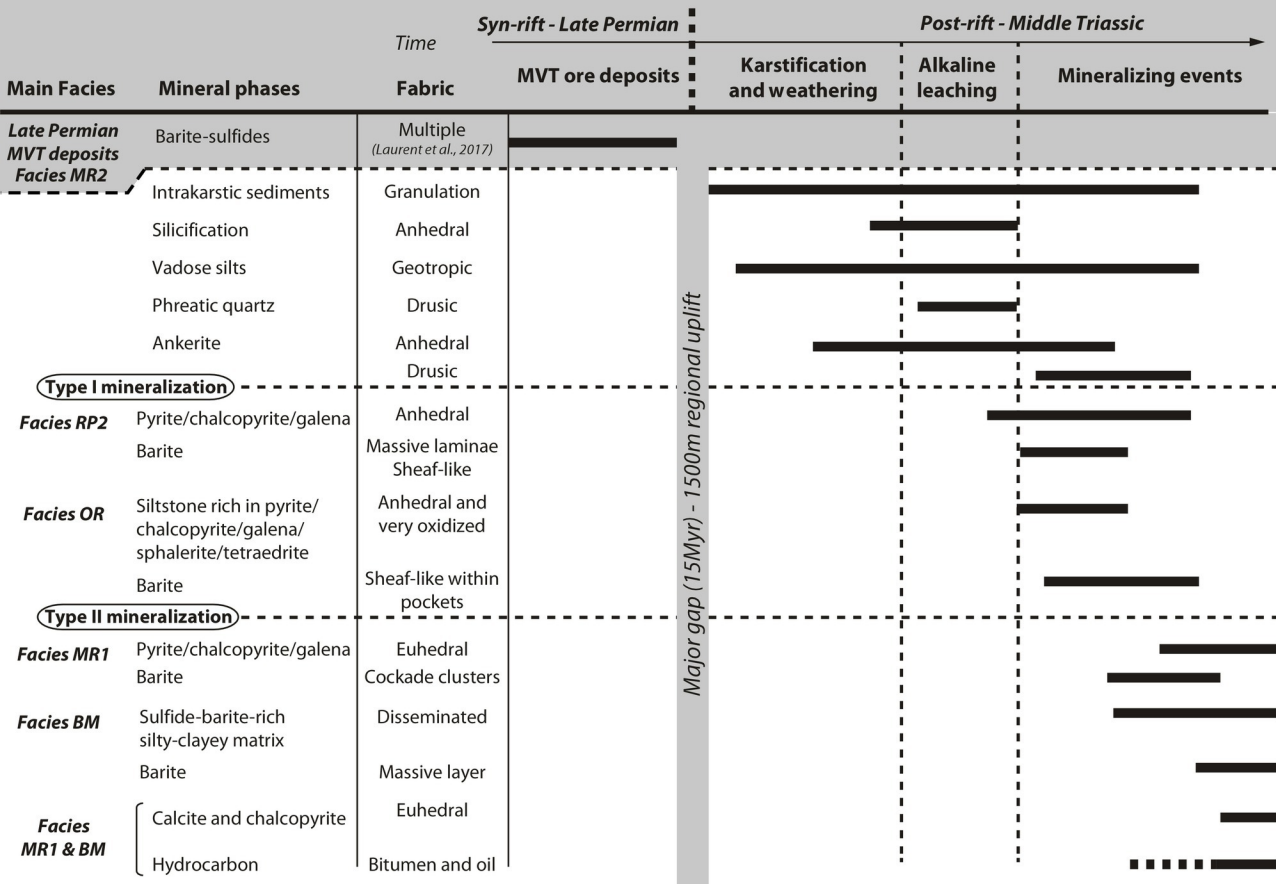 Syn-rift - Late Permian
Post-rift - Middle Triassic
Time
Main Facies
Mineral phases
Fabric
MVT ore deposits
Karstification
and weathering
Alkaline
leaching
Mineralizing events
Late Permian
MVT deposits
Facies MR2
Barite-sulfides
Multiple
(Laurent et al., 2017)
Intrakarstic sediments
Granulation
Silicification
Anhedral
Vadose silts
Geotropic
Phreatic quartz
Drusic
Ankerite
Anhedral
Drusic
Major gap (15Myr) - 1500m regional uplift
Type I mineralization
Facies RP2
Pyrite/chalcopyrite/galena
Anhedral
Barite
Massive laminae
Sheaf-like
Facies OR
Siltstone rich in pyrite/
chalcopyrite/galena/
sphalerite/tetraedrite
Anhedral and
very oxidized
Barite
Sheaf-like within
pockets
Type II mineralization
Facies MR1
Pyrite/chalcopyrite/galena
Euhedral
Barite
Cockade clusters
Facies BM
Sulfide-barite-rich
silty-clayey matrix
Disseminated
Barite
Massive layer
Facies
MR1 & BM
Calcite and chalcopyrite
Euhedral
Hydrocarbon
Bitumen and oil